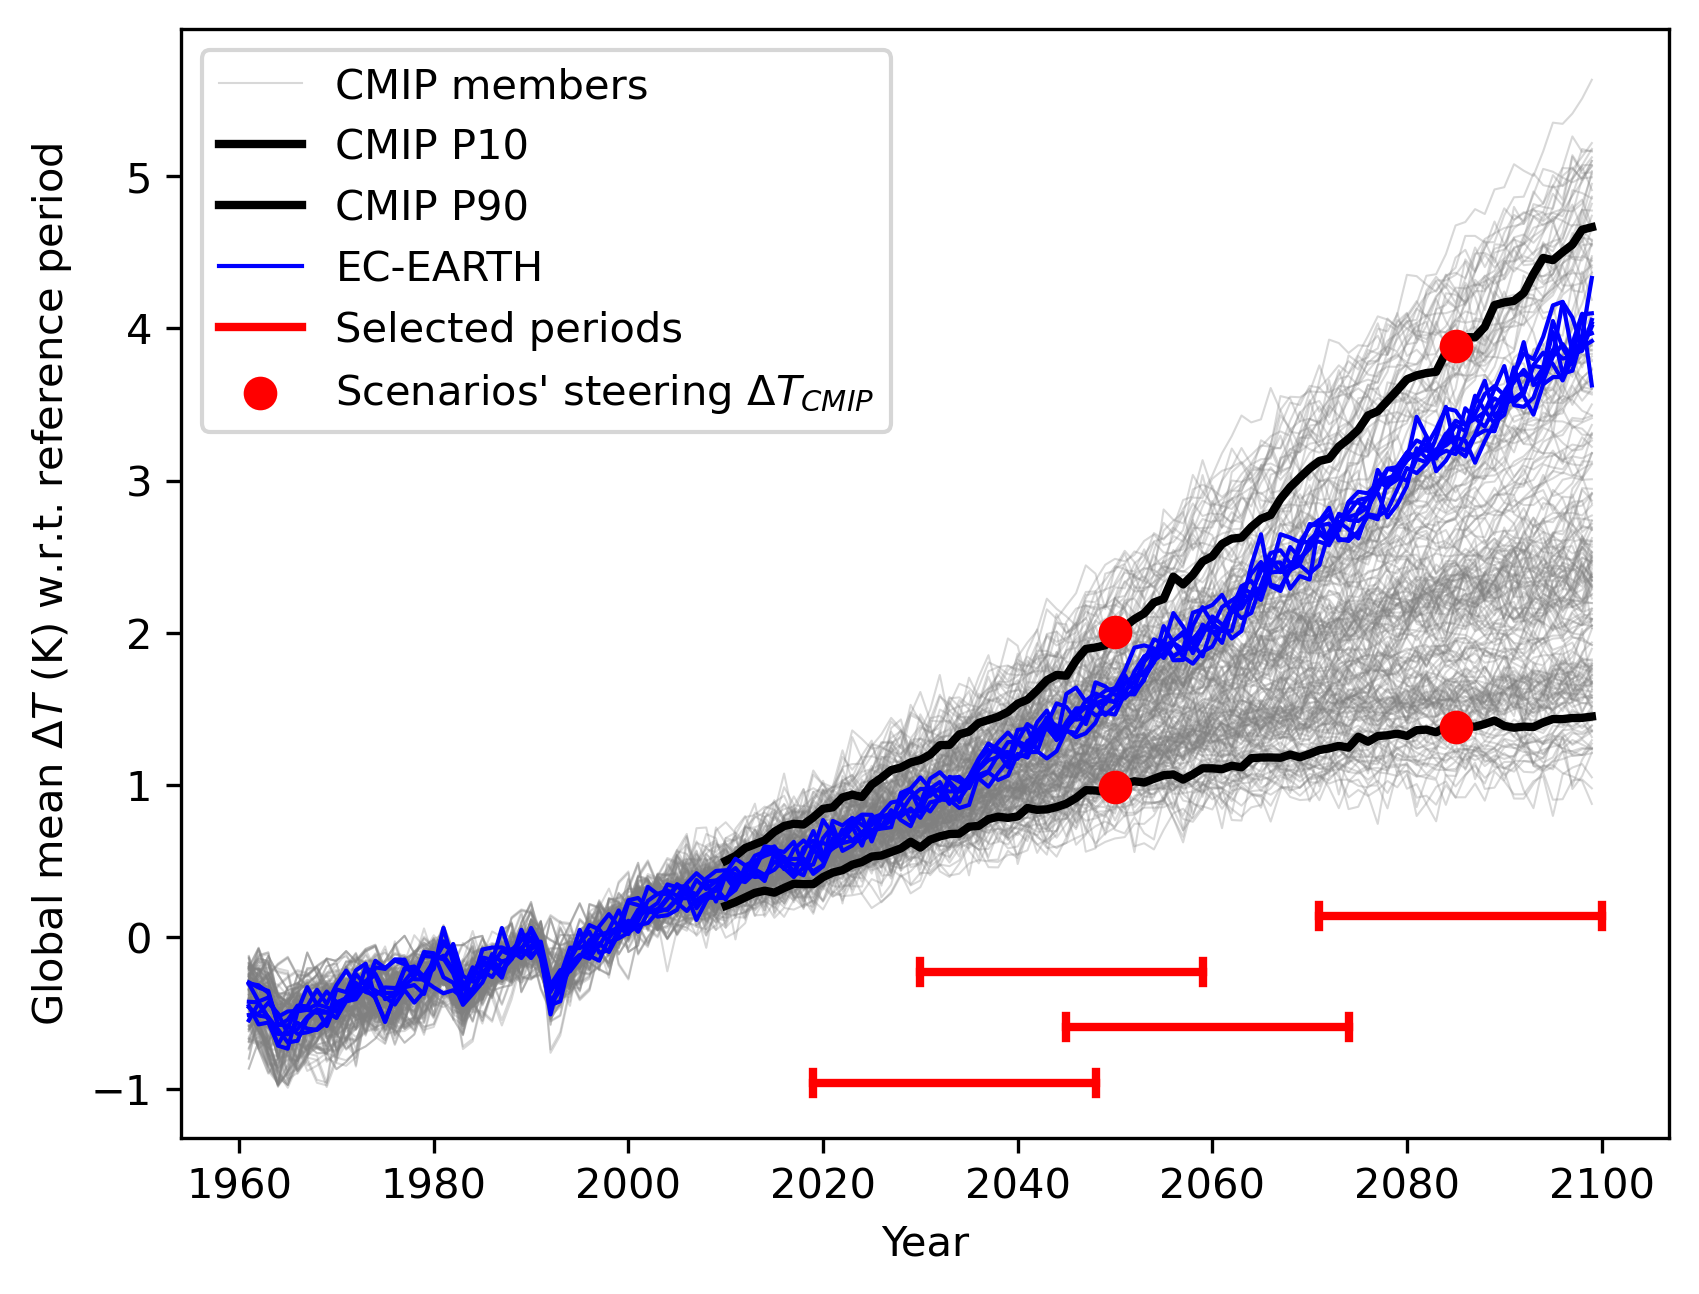 CMIP members
CMIP P10
CMIP P90
EC-EARTH
Selected periods
Scenarios' steering ΔT_CMIP
Global mean ΔT (K) w.r.t. reference period
5
4
3
2
1
0
−1
1960 1980 2000 2020 2040 2060 2080 2100
Year